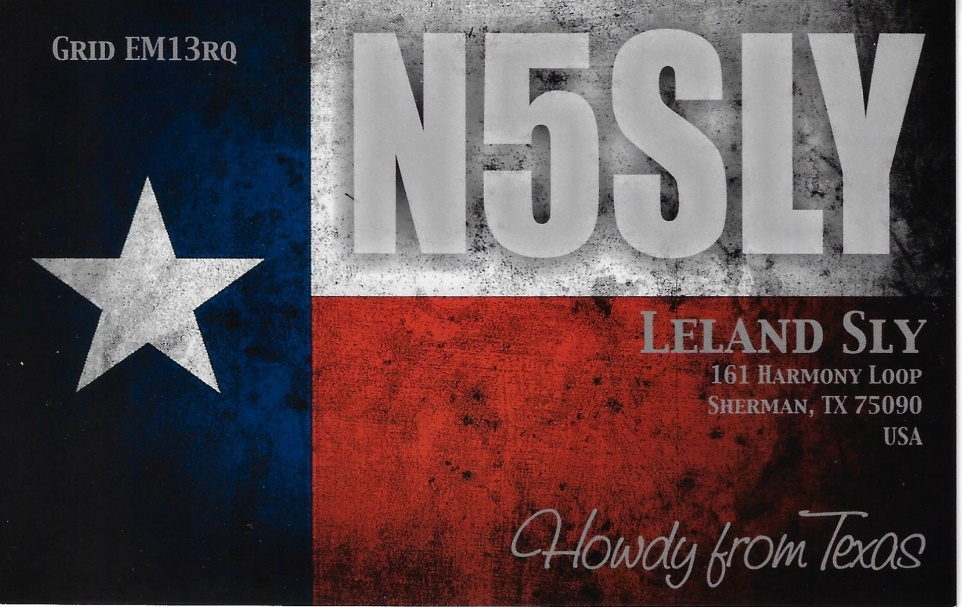 GRID EM13RQ
N5SLY
LELAND SLY
161 HARMONY LOOP
SHERMAN, TX 75090
USA
Howdy from Texas